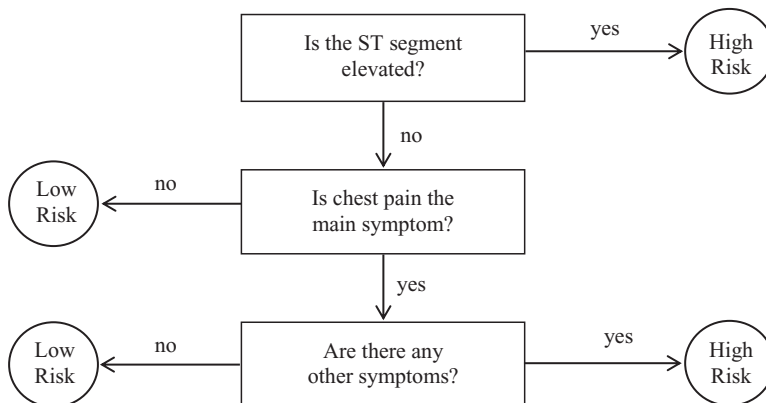 Is the ST segment
elevated?
yes
High
Risk
no
Low
Risk
no
Is chest pain the
main symptom?
yes
Low
Risk
no
Are there any
other symptoms?
yes
High
Risk